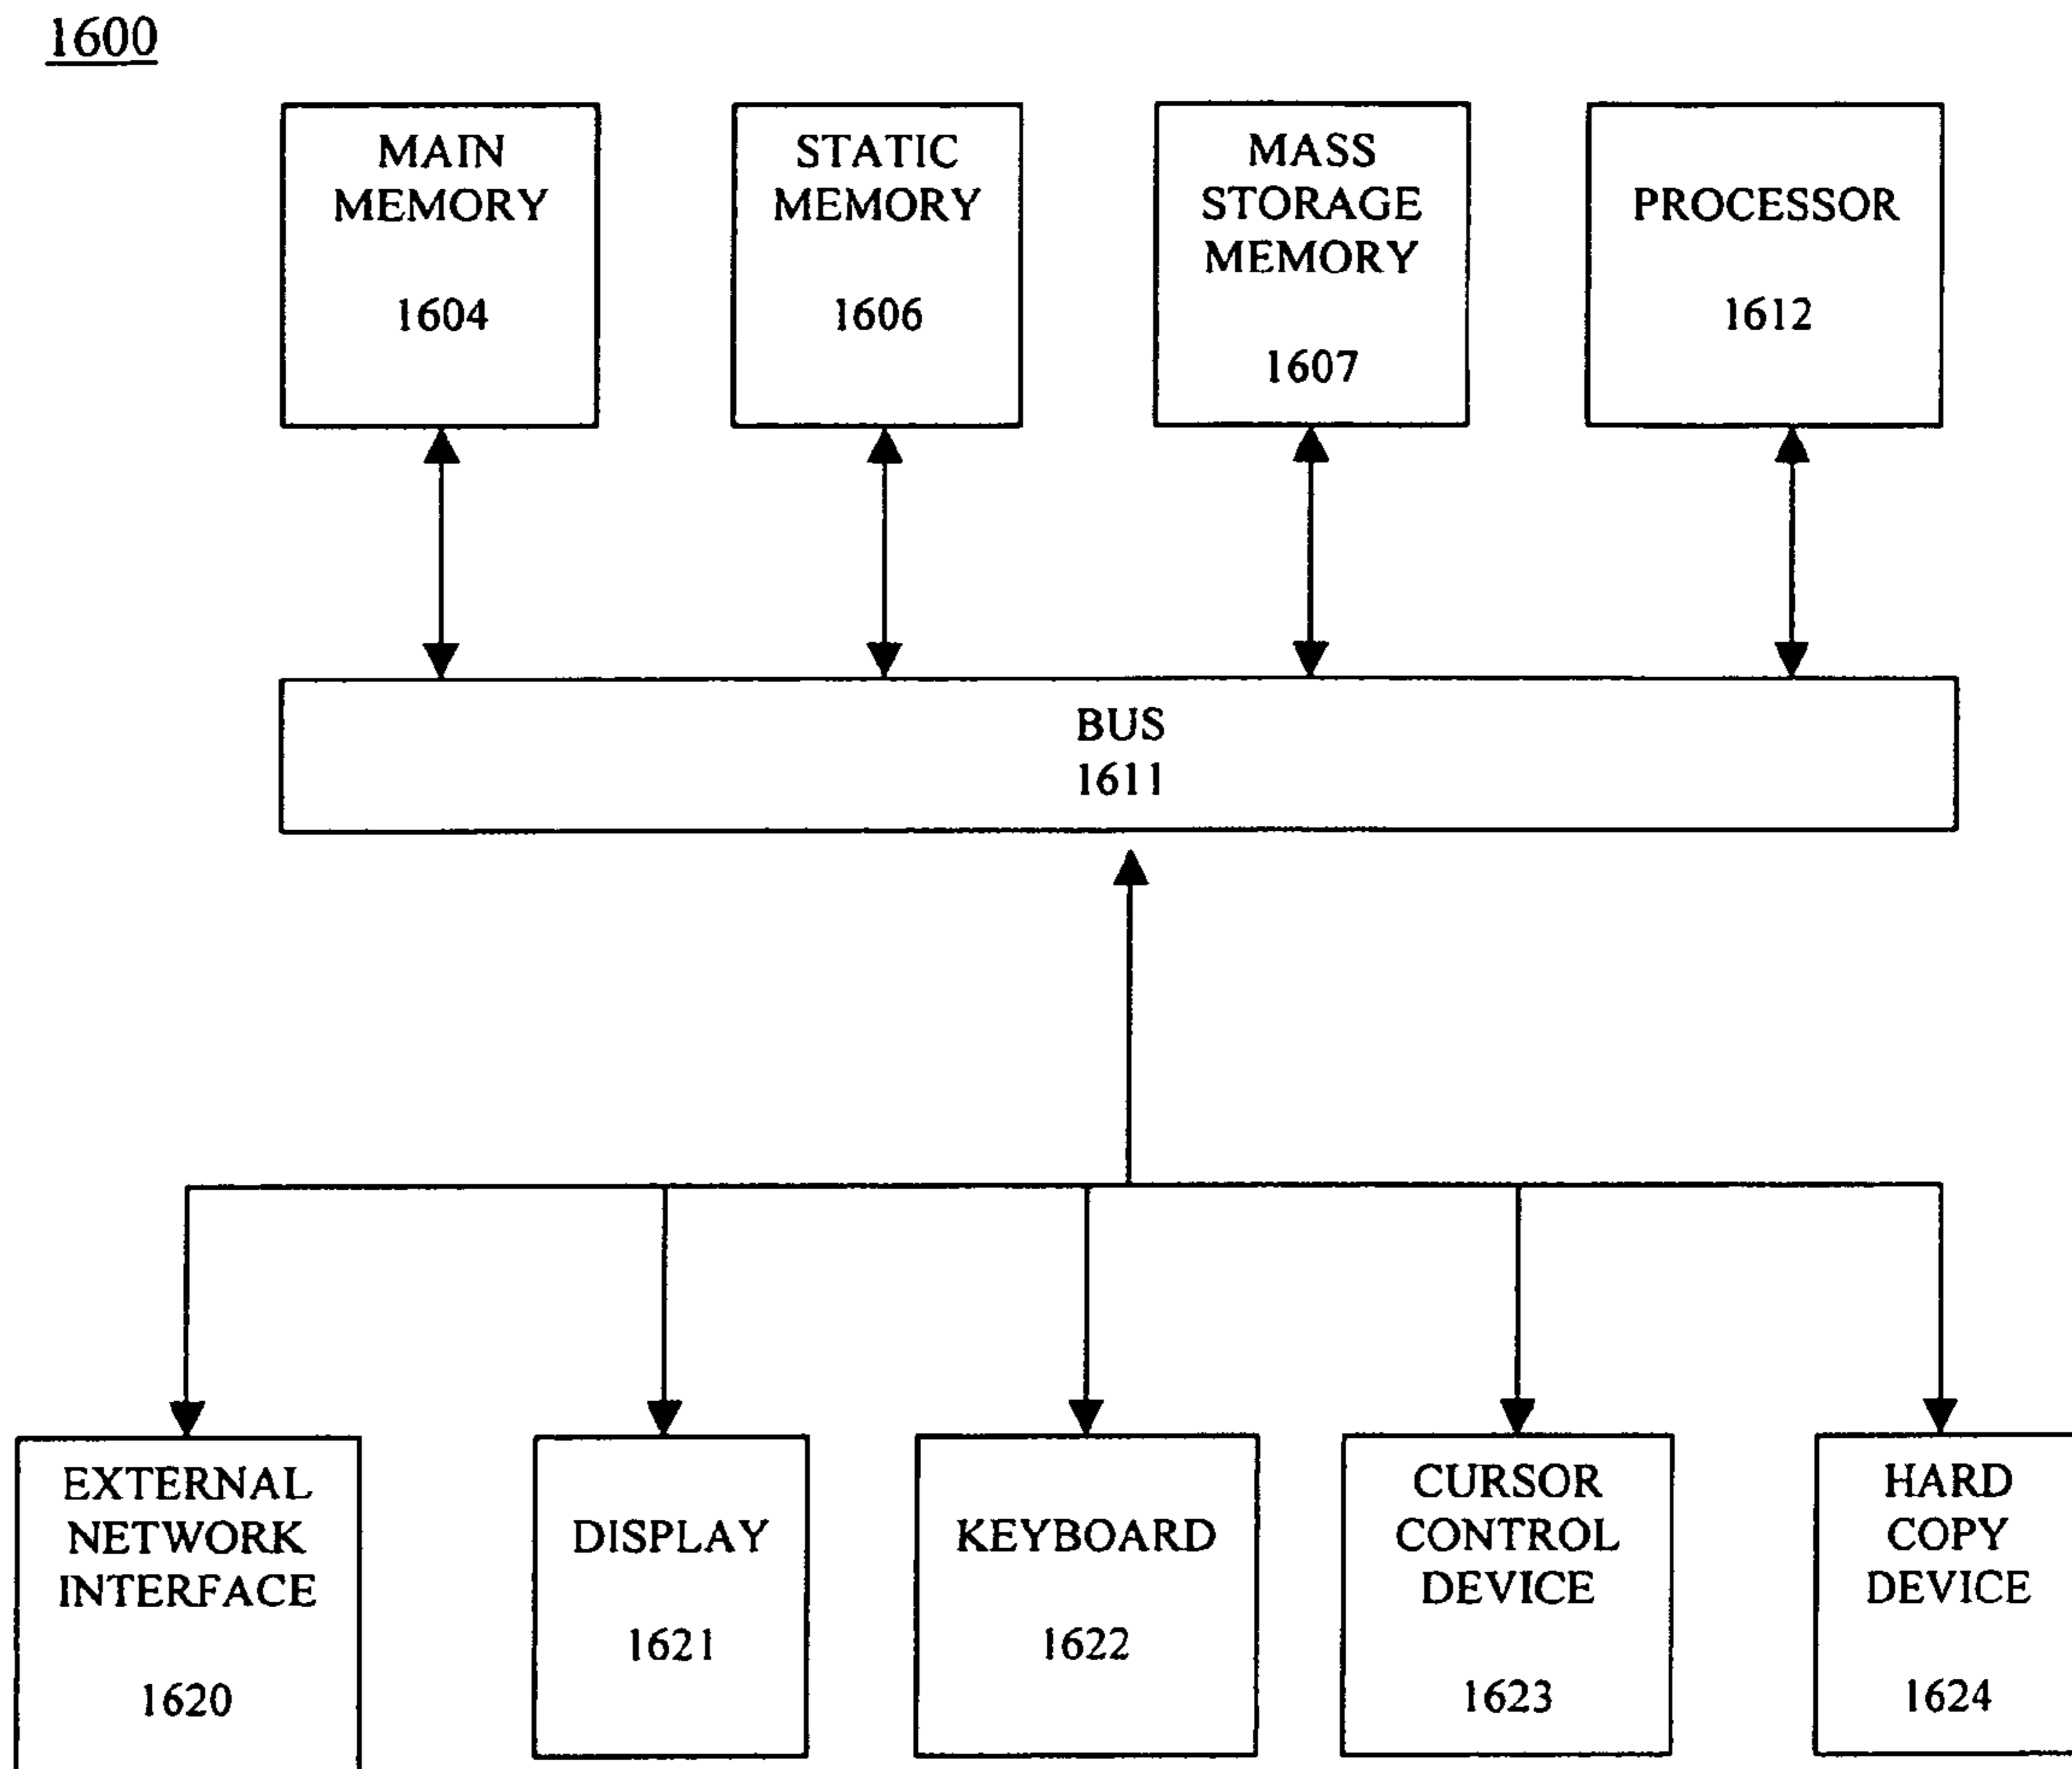 1600
MAIN
MEMORY
1604
STATIC
MEMORY
1606
MASS
STORAGE
MEMORY
1607
PROCESSOR
1612
BUS
1611
EXTERNAL
NETWORK
INTERFACE
1620
DISPLAY
1621
KEYBOARD
1622
CURSOR
CONTROL
DEVICE
1623
HARD
COPY
DEVICE
1624